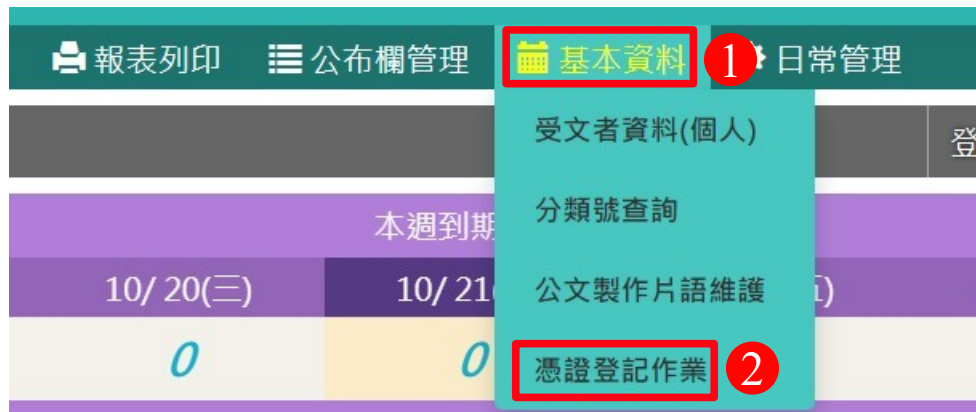 報表列印 公布欄管理 基本資料 1 日常管理
受文者資料(個人)
登
分類號查詢
本週到期
10/ 20(三) 10/ 21
公文製作片語維護
0 0
憑證登記作業 2